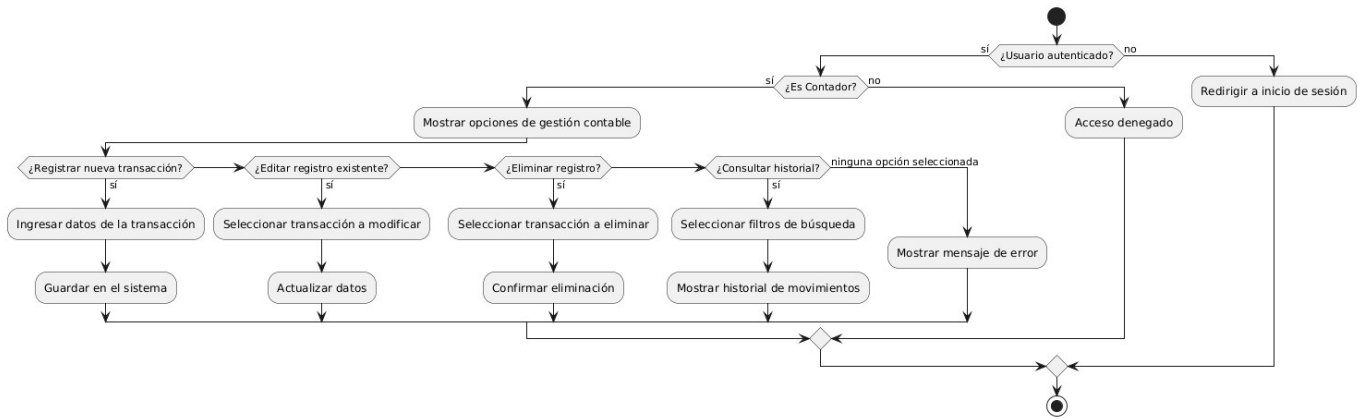 ¿Usuario autenticado?
sí
no
¿Es Contador?
sí
no
Redirigir a inicio de sesión
Mostrar opciones de gestión contable
Acceso denegado
¿Registrar nueva transacción?
sí
¿Editar registro existente?
sí
¿Eliminar registro?
sí
¿Consultar historial?
sí
ninguna opción seleccionada
Ingresar datos de la transacción
Seleccionar transacción a modificar
Seleccionar transacción a eliminar
Seleccionar filtros de búsqueda
Mostrar mensaje de error
Guardar en el sistema
Actualizar datos
Confirmar eliminación
Mostrar historial de movimientos